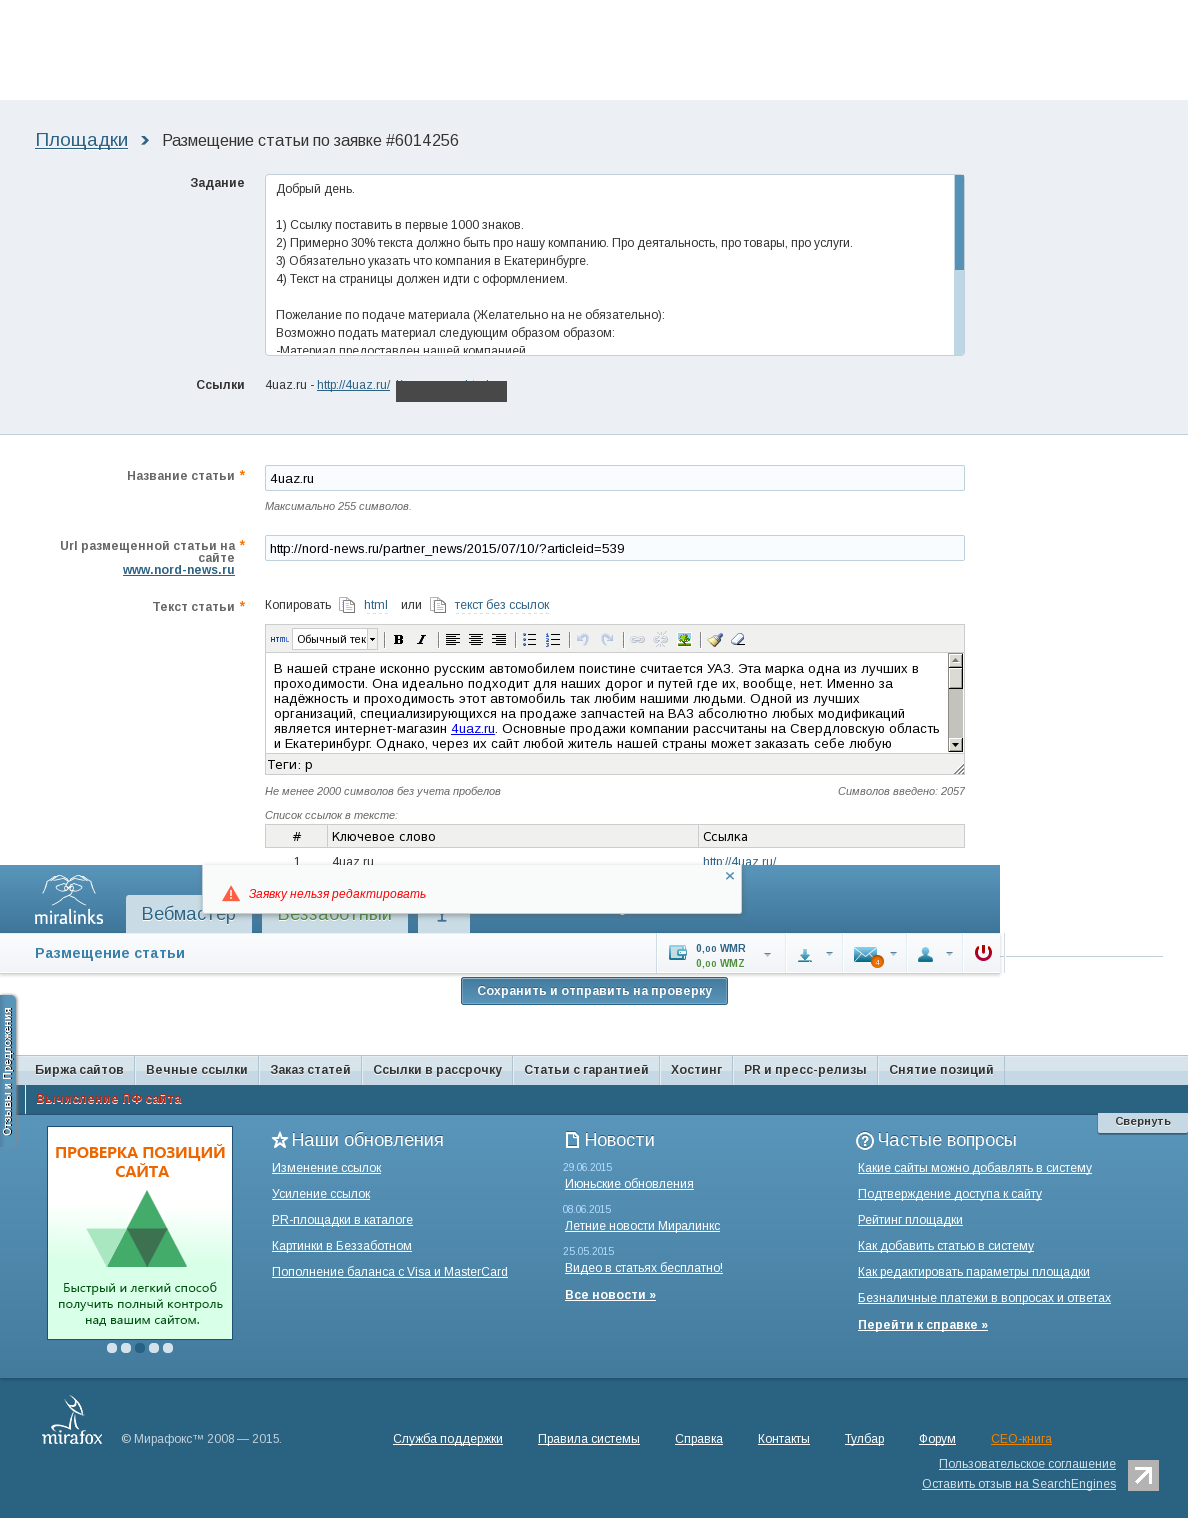 Площадки › Размещение статьи по заявке #6014256
Задание
Добрый день.
1) Ссылку поставить в первые 1000 знаков.
2) Примерно 30% текста должно быть про нашу компанию. Про деятальность, про товары, про услуги.
3) Обязательно указать что компания в Екатеринбурге.
4) Текст на страницы должен идти с оформлением.
Пожелание по подаче материала (Желательно на не обязательно):
Возможно подать материал следующим образом образом:
-Материал предоставлен нашей компанией
Ссылки
4uaz.ru - http://4uaz.ru/
Название статьи *
4uaz.ru
Максимально 255 символов.
Url размещенной статьи на *
сайте
www.nord-news.ru
http://nord-news.ru/partner_news/2015/07/10/?articleid=539
Текст статьи *
Копировать html или текст без ссылок
HTML Обычный тек B I
В нашей стране исконно русским автомобилем поистине считается УАЗ. Эта марка одна из лучших в
проходимости. Она идеально подходит для наших дорог и путей где их, вообще, нет. Именно за
надёжность и проходимость этот автомобиль так любим нашими людьми. Одной из лучших
организаций, специализирующихся на продаже запчастей на ВАЗ абсолютно любых модификаций
является интернет-магазин 4uaz.ru. Основные продажи компании рассчитаны на Свердловскую область
и Екатеринбург. Однако, через их сайт любой житель нашей страны может заказать себе любую
Теги: p
Не менее 2000 символов без учета пробелов
Символов введено: 2057
Список ссылок в тексте:
# Ключевое слово Ссылка
1 4uaz.ru http://4uaz.ru/
Заявку нельзя редактировать
miralinks
Вебмастер
Беззаботный
1
Размещение статьи
0,00 WMR
0,00 WMZ
4
Сохранить и отправить на проверку
Отзывы и Предложения
Биржа сайтов
Вечные ссылки
Заказ статей
Ссылки в рассрочку
Статьи с гарантией
Хостинг
PR и пресс-релизы
Снятие позиций
Вычисление ПФ сайта
Свернуть
ПРОВЕРКА ПОЗИЦИЙ
САЙТА
Быстрый и легкий способ
получить полный контроль
над вашим сайтом.
Наши обновления
Изменение ссылок
Усиление ссылок
PR-площадки в каталоге
Картинки в Беззаботном
Пополнение баланса с Visa и MasterCard
Новости
29.06.2015
Июньские обновления
08.06.2015
Летние новости Миралинкс
25.05.2015
Видео в статьях бесплатно!
Все новости »
Частые вопросы
Какие сайты можно добавлять в систему
Подтверждение доступа к сайту
Рейтинг площадки
Как добавить статью в систему
Как редактировать параметры площадки
Безналичные платежи в вопросах и ответах
Перейти к справке »
mirafox
© Мирафокс™ 2008 — 2015.
Служба поддержки
Правила системы
Справка
Контакты
Тулбар
Форум
СЕО-книга
Пользовательское соглашение
Оставить отзыв на SearchEngines